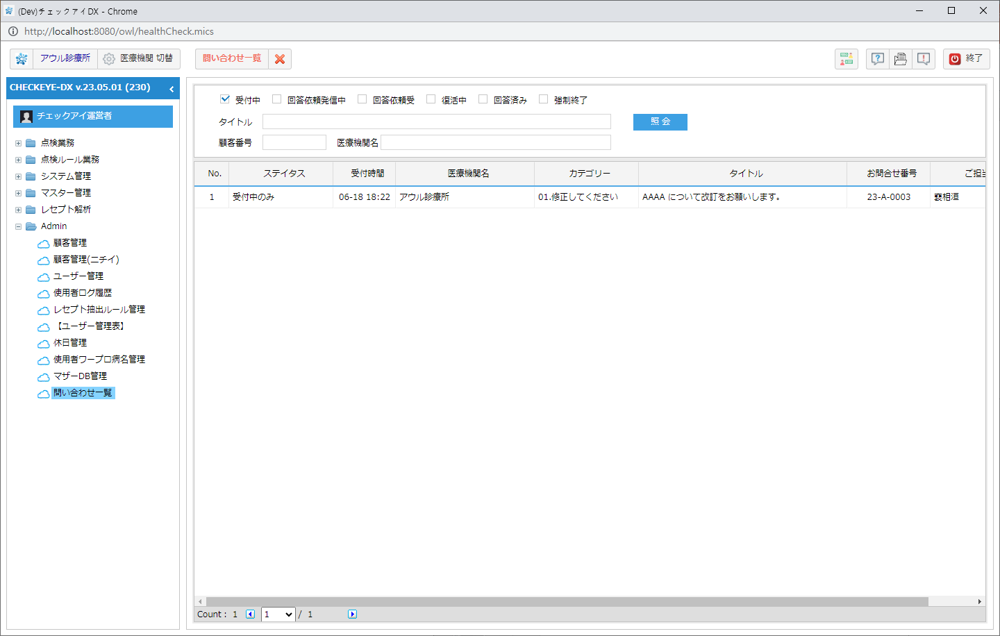 (Dev)チェックアイDX - Chrome
http://localhost:8080/owl/healthCheck.mics
アウル診療所 医療機関 切替 問い合わせ一覧 終了
CHECKEYE-DX v.23.05.01 (230)
チェックアイ運営者
点検業務
点検ルール業務
システム管理
マスター管理
レセプト解析
Admin
顧客管理
顧客管理(ニチイ)
ユーザー管理
使用者ログ履歴
レセプト抽出ルール管理
【ユーザー管理表】
休日管理
使用者ワープロ病名管理
マザーDB管理
問い合わせ一覧
受付中 回答依頼発信中 回答依頼受 復活中 回答済み 強制終了
タイトル 照 会
顧客番号 医療機関名
No. ステイタス 受付時間 医療機関名 カテゴリー タイトル お問合せ番号 ご担
1 受付中のみ 06-18 18:22 アウル診療所 01.修正してください AAAA について改訂をお願いします。 23-A-0003
Count : 1 1 / 1